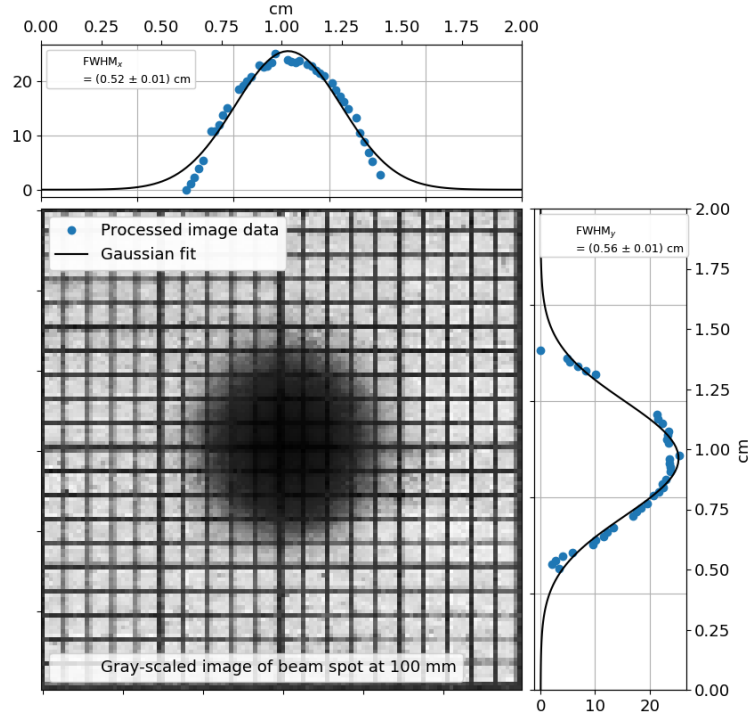 cm
0.00 0.25 0.50 0.75 1.00 1.25 1.50 1.75 2.00
FWHMₓ
= (0.52 ± 0.01) cm
20
10
0
Processed image data
Gaussian fit
Gray-scaled image of beam spot at 100 mm
FWHMᵧ
= (0.56 ± 0.01) cm
2.00
1.75
1.50
1.25
1.00
0.75
0.50
0.25
0.00
cm
0 10 20